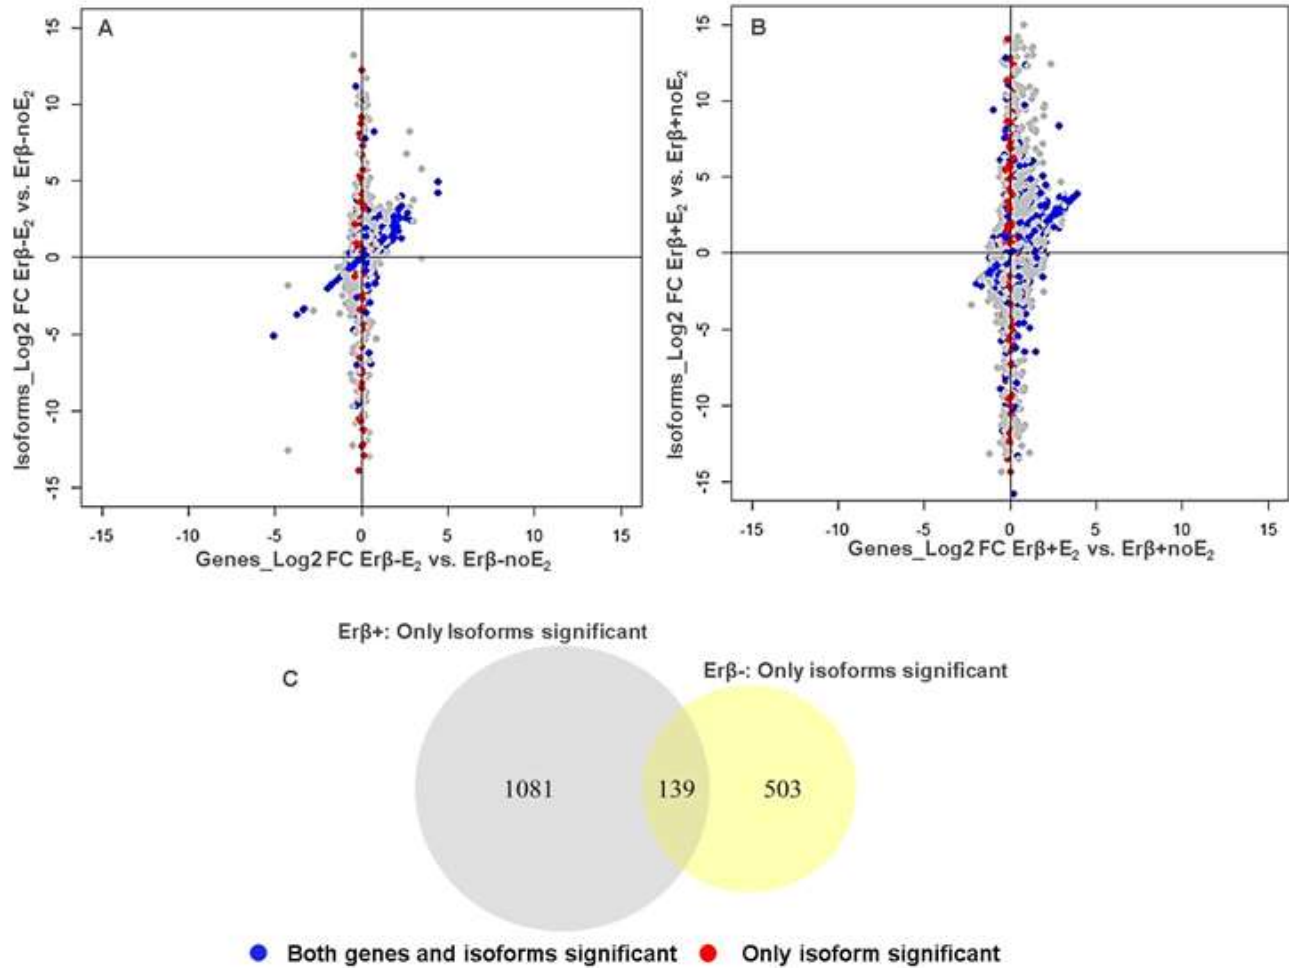 A
15
10
5
0
-5
-10
-15
Isoforms_Log2 FC Erβ-E₂ vs. Erβ-noE₂
-15 -10 -5 0 5 10 15
Genes_Log2 FC Erβ-E₂ vs. Erβ-noE₂
B
15
10
5
0
-5
-10
-15
Isoforms_Log2 FC Erβ+E₂ vs. Erβ+noE₂
-15 -10 -5 0 5 10 15
Genes_Log2 FC Erβ+E₂ vs. Erβ+noE₂
Erβ+: Only Isoforms significant
C
Erβ-: Only isoforms significant
1081 139 503
Both genes and isoforms significant Only isoform significant